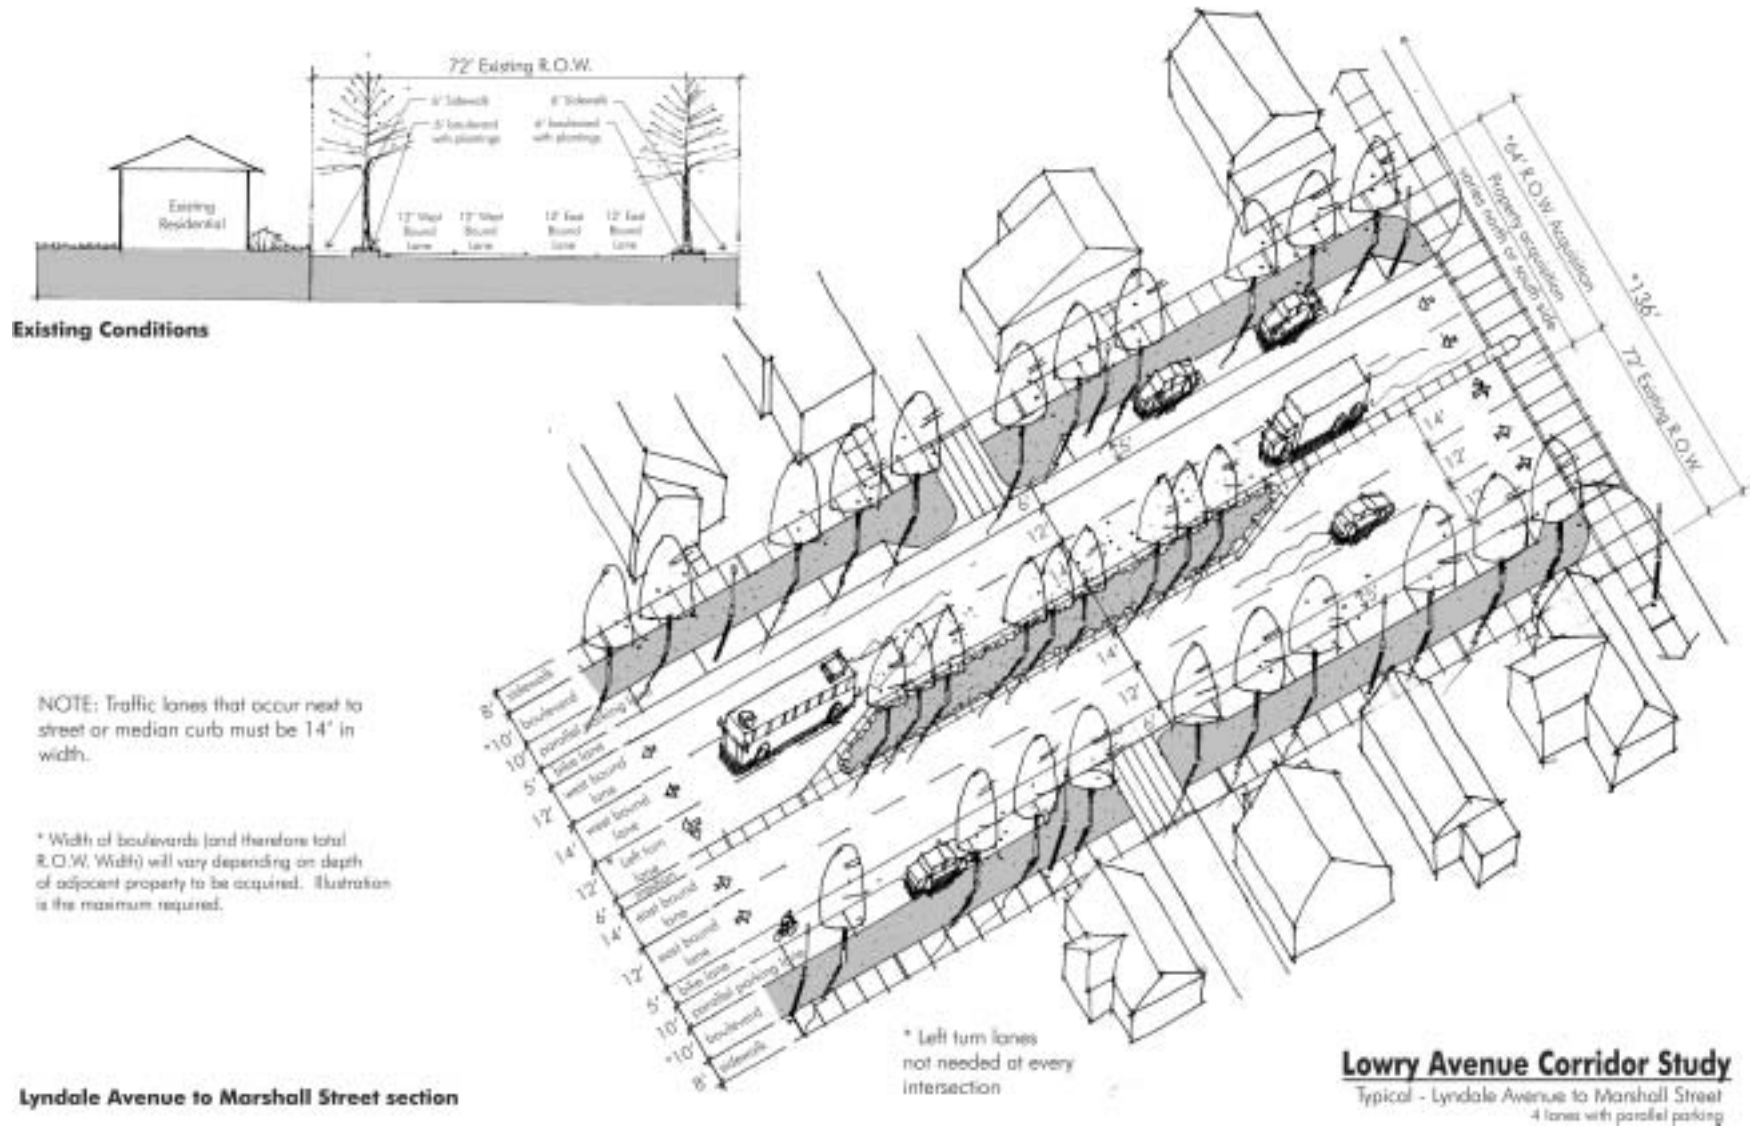 72' Existing R.O.W.
6' Sidewalk
6' Sidewalk
6' boulevard
with plantings
6' boulevard
with plantings
Existing
Residential
12' West
Bound
Lane
12' West
Bound
Lane
12' East
Bound
Lane
12' East
Bound
Lane
Existing Conditions
*64' R.O.W. Acquisition
Property acquisition
varies north or south side
*136'
72' Existing R.O.W.
14'
12'
6'
12'
14'
14'
12'
6'
NOTE: Traffic lanes that occur next to
street or median curb must be 14' in
width.
* Width of boulevards (and therefore total
R.O.W. Width) will vary depending on depth
of adjacent property to be acquired. Illustration
is the maximum required.
8' sidewalk
*10' boulevard
10' parallel parking
5' bike lane
12' west bound
lane
14' west bound
lane
12' * Left turn
lane
6' median
14' east bound
lane
12' east bound
lane
5' bike lane
10' parallel parking lane
*10' boulevard
8' sidewalk
* Left turn lanes
not needed at every
intersection
Lyndale Avenue to Marshall Street section
Lowry Avenue Corridor Study
Typical - Lyndale Avenue to Marshall Street
4 lanes with parallel parking